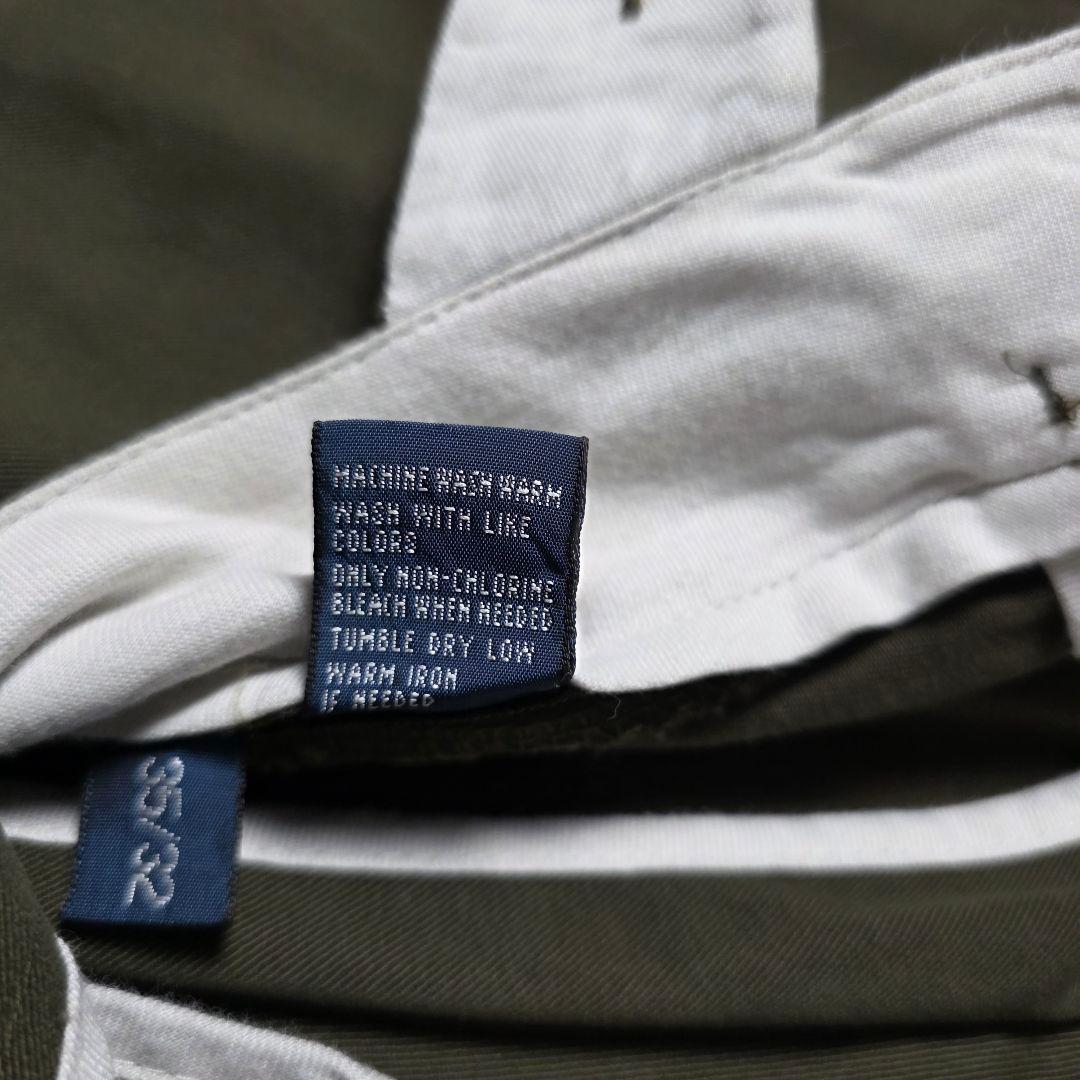 MACHINE WASH WARM
WASH WITH LIKE
COLORS
ONLY NON-CHLORINE
BLEACH WHEN NEEDED
TUMBLE DRY LOW
WARM IRON
IF NEEDED
36/32